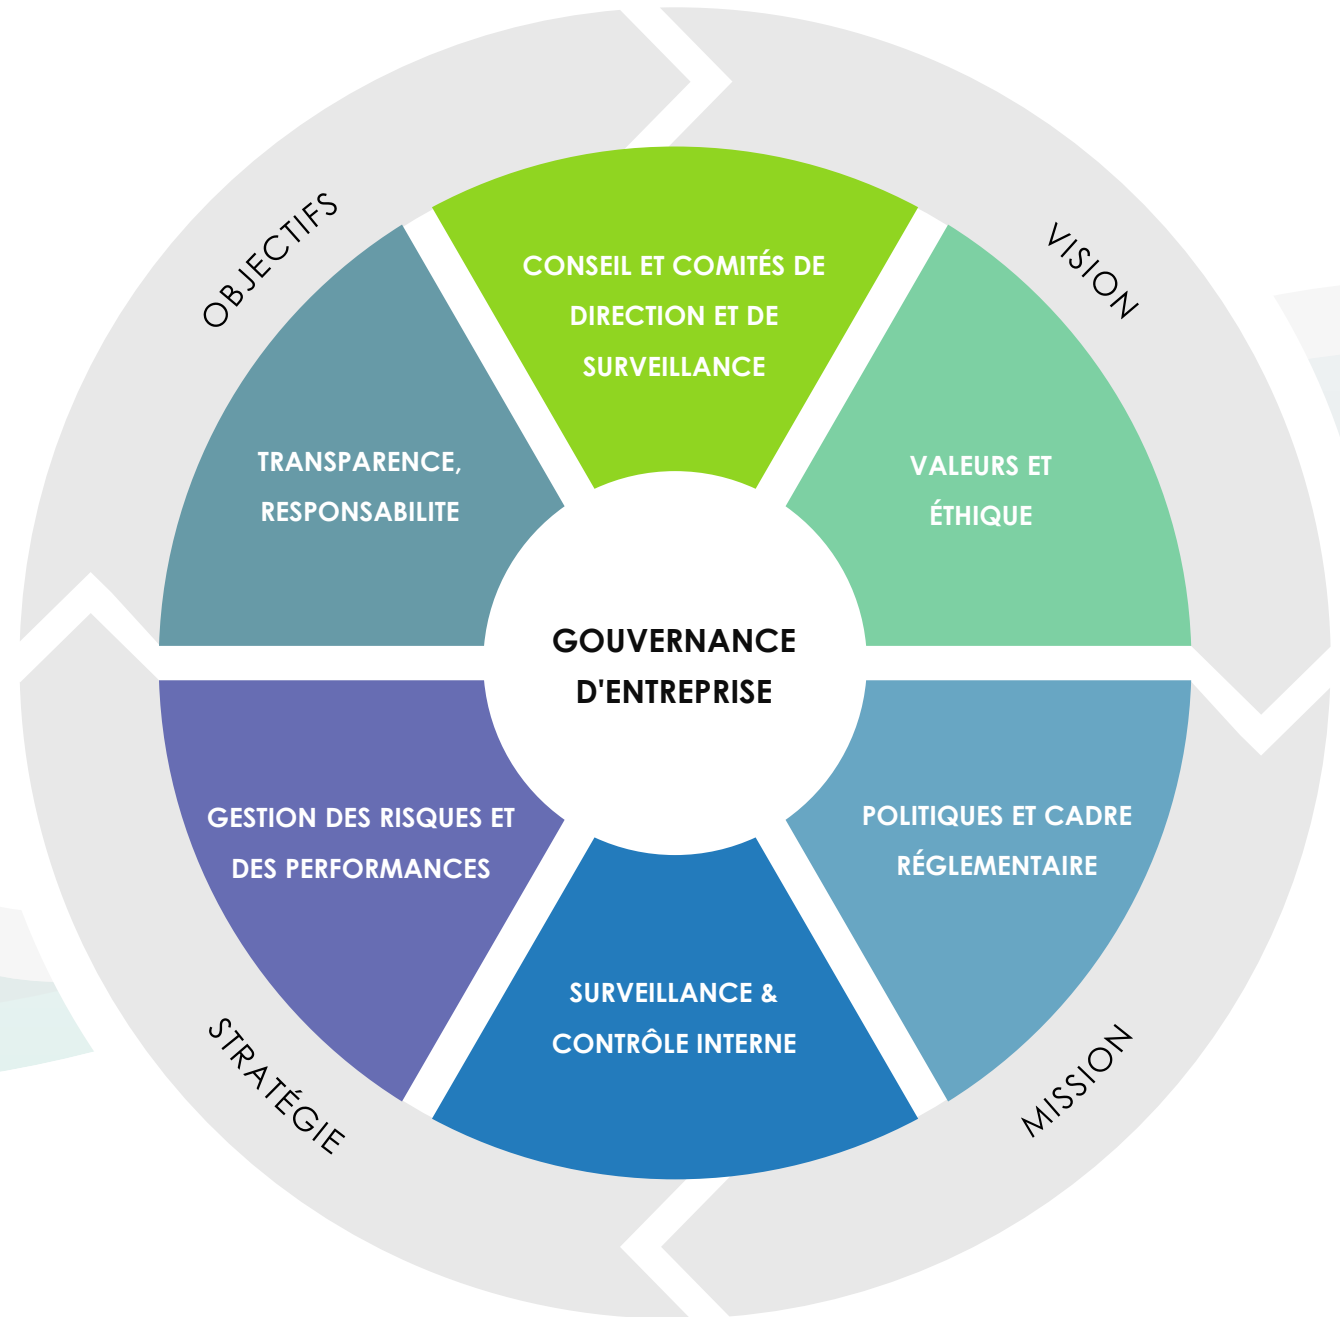 OBJECTIFS
VISION
CONSEIL ET COMITÉS DE
DIRECTION ET DE
SURVEILLANCE
TRANSPARENCE,
RESPONSABILITE
VALEURS ET
ÉTHIQUE
GOUVERNANCE
D'ENTREPRISE
GESTION DES RISQUES ET
DES PERFORMANCES
POLITIQUES ET CADRE
RÉGLEMENTAIRE
SURVEILLANCE &
CONTRÔLE INTERNE
STRATÉGIE
MISSION